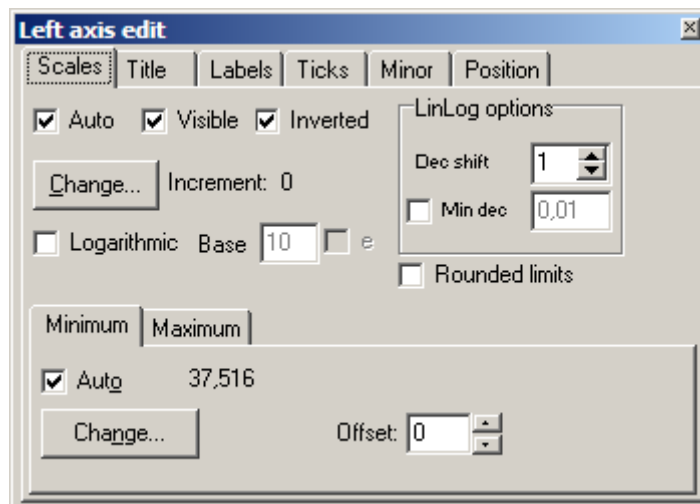 Left axis edit
Scales Title Labels Ticks Minor Position
Auto Visible Inverted
LinLog options
Dec shift 1
Change... Increment: 0
Min dec 0,01
Logarithmic Base 10 e
Rounded limits
Minimum Maximum
Auto 37,516
Change... Offset: 0